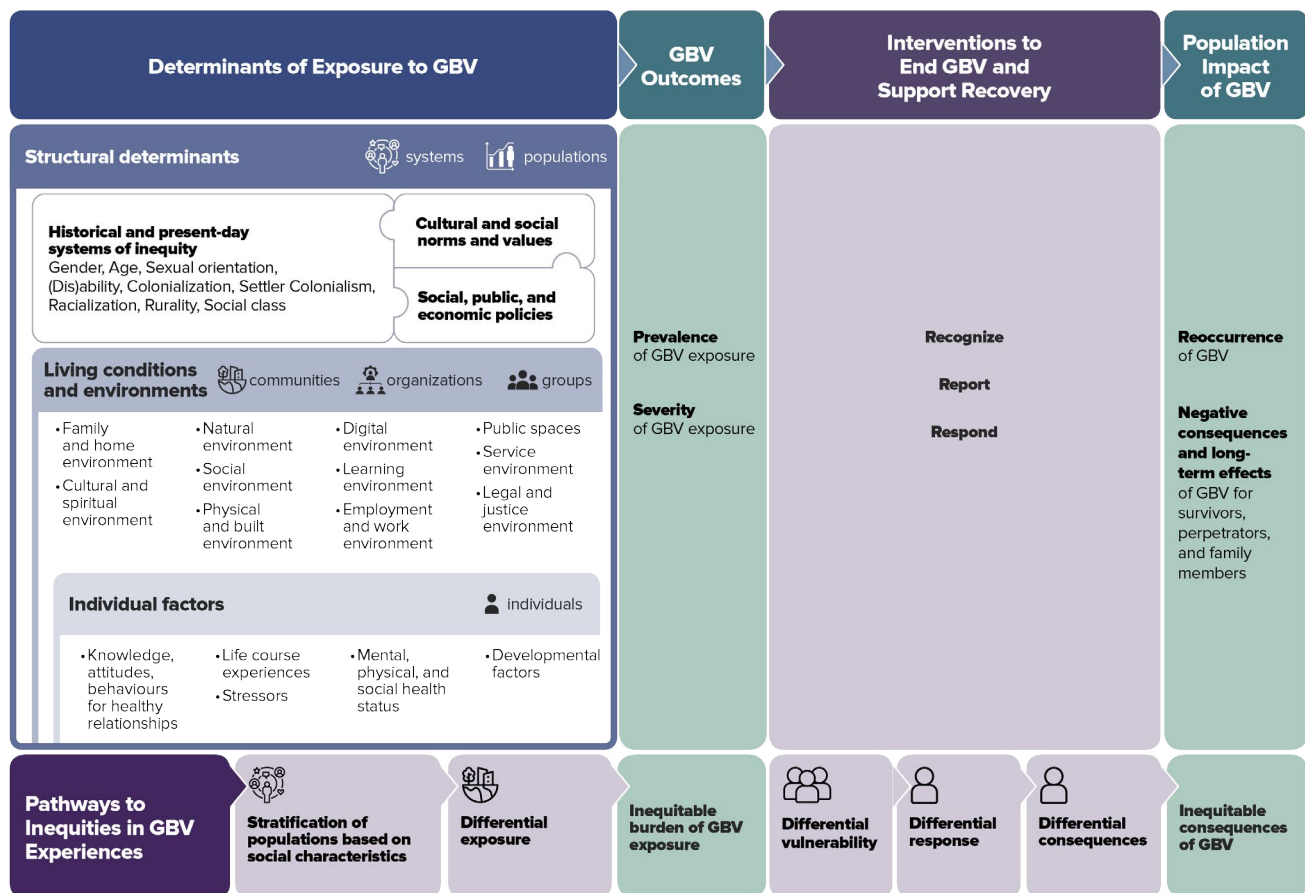 Determinants of Exposure to GBV
GBV
Outcomes
Interventions to
End GBV and
Support Recovery
Population
Impact
of GBV
Structural determinants
systems
populations
Historical and present-day
systems of inequity
Gender, Age, Sexual orientation,
(Dis)ability, Colonialization, Settler Colonialism,
Racialization, Rurality, Social class
Cultural and social
norms and values
Social, public, and
economic policies
Living conditions
and environments
communities
organizations
groups
• Family
and home
environment
• Cultural and
spiritual
environment
• Natural
environment
• Social
environment
• Physical
and built
environment
• Digital
environment
• Learning
environment
• Employment
and work
environment
• Public spaces
• Service
environment
• Legal and
justice
environment
Individual factors
individuals
• Knowledge,
attitudes,
behaviours
for healthy
relationships
• Life course
experiences
• Stressors
• Mental,
physical, and
social health
status
• Developmental
factors
Prevalence
of GBV exposure
Severity
of GBV exposure
Recognize
Report
Respond
Reoccurrence
of GBV
Negative
consequences
and long-
term effects
of GBV for
survivors,
perpetrators,
and family
members
Pathways to
Inequities in GBV
Experiences
Stratification of
populations based on
social characteristics
Differential
exposure
Inequitable
burden of GBV
exposure
Differential
vulnerability
Differential
response
Differential
consequences
Inequitable
consequences
of GBV